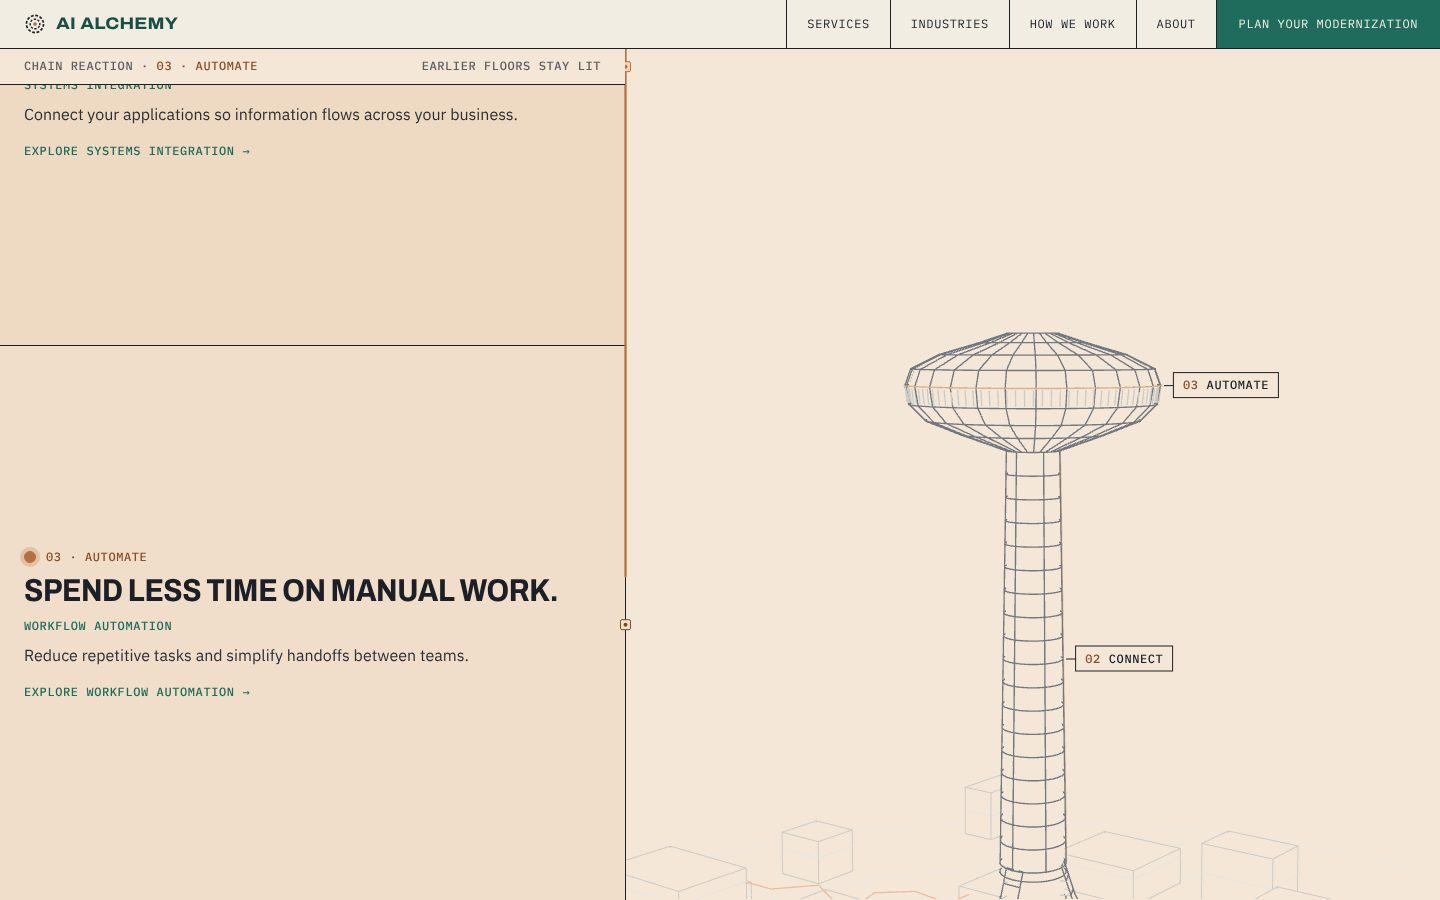 AI ALCHEMY
SERVICES
INDUSTRIES
HOW WE WORK
ABOUT
PLAN YOUR MODERNIZATION
CHAIN REACTION · 03 · AUTOMATE
EARLIER FLOORS STAY LIT
SYSTEMS INTEGRATION
Connect your applications so information flows across your business.
EXPLORE SYSTEMS INTEGRATION →
03 · AUTOMATE
SPEND LESS TIME ON MANUAL WORK.
WORKFLOW AUTOMATION
Reduce repetitive tasks and simplify handoffs between teams.
EXPLORE WORKFLOW AUTOMATION →
03 AUTOMATE
02 CONNECT